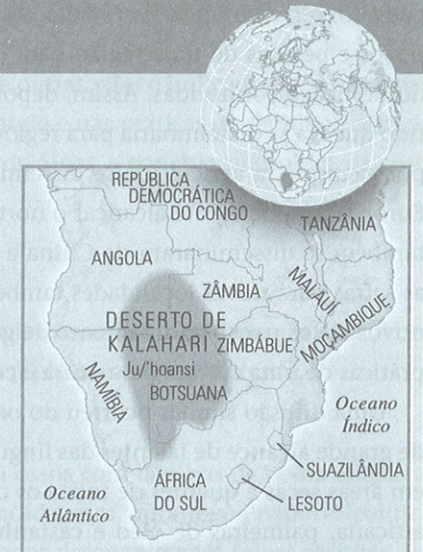 REPÚBLICA
DEMOCRÁTICA
DO CONGO
TANZÂNIA
ANGOLA
ZÂMBIA
MALAUÍ
MOÇAMBIQUE
DESERTO DE
KALAHARI
ZIMBÁBUE
Ju/'hoansi
BOTSUANA
NAMÍBIA
Oceano
Índico
SUAZILÂNDIA
ÁFRICA
DO SUL
LESOTO
Oceano
Atlântico